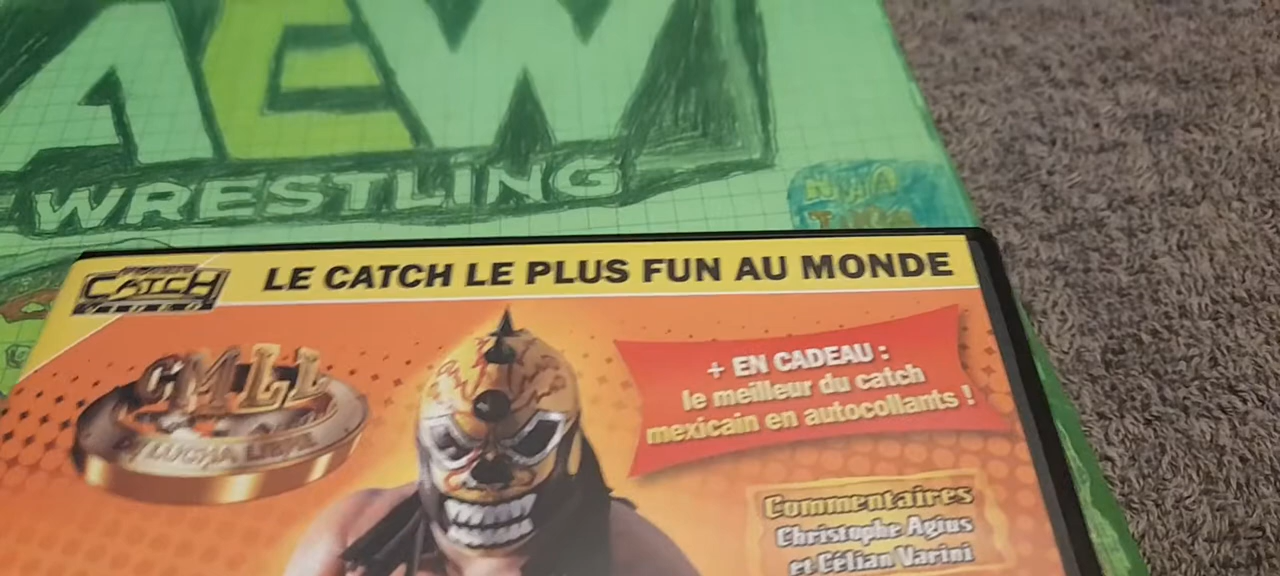 AEW
WRESTLING
CATCH
LE CATCH LE PLUS FUN AU MONDE
CMLL
LUCHA LIBRE
+ EN CADEAU :
le meilleur du catch
mexicain en autocollants !
Commentaires
Christophe Agius
et Célian Varini